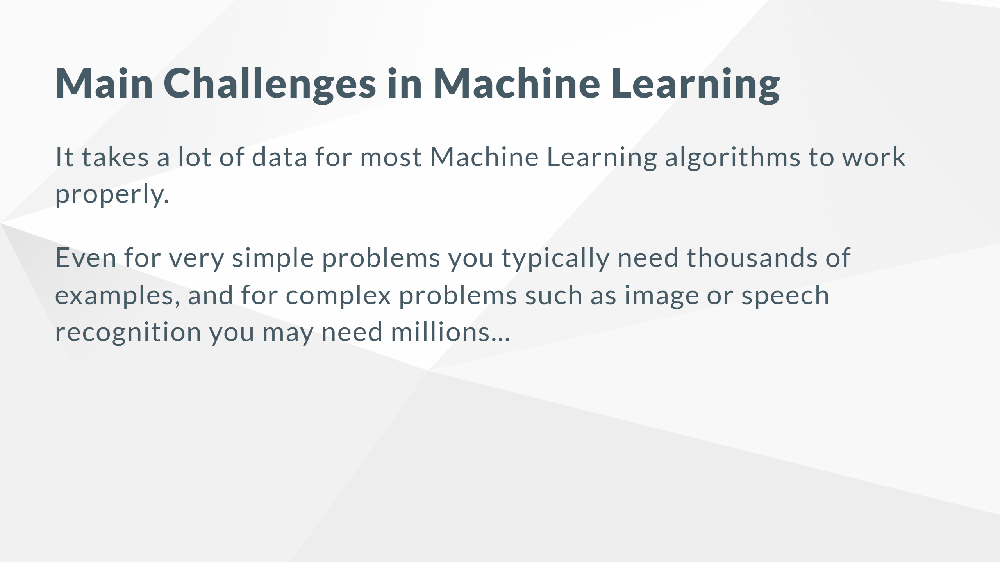 Main Challenges in Machine Learning
It takes a lot of data for most Machine Learning algorithms to work
properly.
Even for very simple problems you typically need thousands of
examples, and for complex problems such as image or speech
recognition you may need millions...